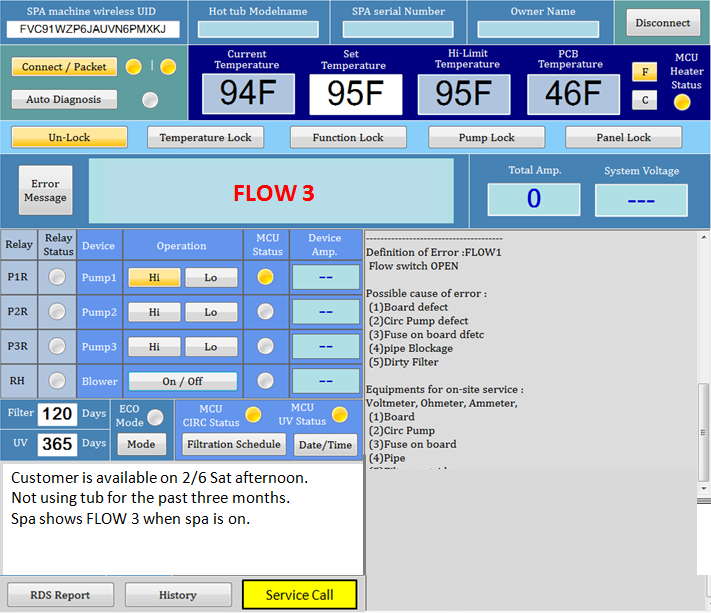 SPA machine wireless UID
Hot tub Modelname
SPA serial Number
Owner Name
FVC91WZP6JAUVN6PMXKJ
Disconnect
Connect / Packet
|
Auto Diagnosis
Current Temperature
94F
Set Temperature
95F
Hi-Limit Temperature
95F
PCB Temperature
46F
F
C
MCU Heater Status
Un-Lock
Temperature Lock
Function Lock
Pump Lock
Panel Lock
Error Message
FLOW 3
Total Amp.
0
System Voltage
---
Relay
Relay Status
Device
Operation
MCU Status
Device Amp.
P1R
Pump1
Hi
Lo
--
P2R
Pump2
Hi
Lo
--
P3R
Pump3
Hi
Lo
--
RH
Blower
On / Off
--
Filter
120
Days
UV
365
Days
ECO Mode
Mode
MCU CIRC Status
MCU UV Status
Filtration Schedule
Date/Time
--------------------------------------
Definition of Error :FLOW1
Flow switch OPEN
Possible cause of error :
(1)Board defect
(2)Circ Pump defect
(3)Fuse on board dfetc
(4)pipe Blockage
(5)Dirty Filter
Equipments for on-site service :
Voltmeter, Ohmeter, Ammeter,
(1)Board
(2)Circ Pump
(3)Fuse on board
(4)Pipe
Customer is available on 2/6 Sat afternoon.
Not using tub for the past three months.
Spa shows FLOW 3 when spa is on.
RDS Report
History
Service Call